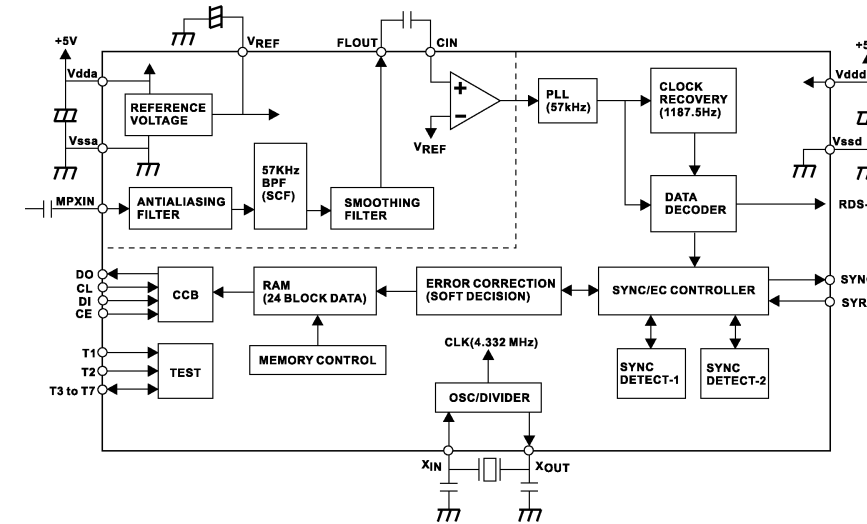 +5V
VREF
FLOUT
CIN
+5
Vdda
Vddd
REFERENCE
VOLTAGE
+
−
VREF
PLL
(57kHz)
CLOCK
RECOVERY
(1187.5Hz)
Vssa
Vssd
57KHz
BPF
(SCF)
MPXIN
ANTIALIASING
FILTER
SMOOTHING
FILTER
DATA
DECODER
RDS-
DO
CL
DI
CE
CCB
RAM
(24 BLOCK DATA)
ERROR CORRECTION
(SOFT DECISION)
SYNC/EC CONTROLLER
SYN
SYR
T1
T2
T3 to T7
TEST
MEMORY CONTROL
CLK(4.332 MHz)
SYNC
DETECT-1
SYNC
DETECT-2
OSC/DIVIDER
XIN
XOUT